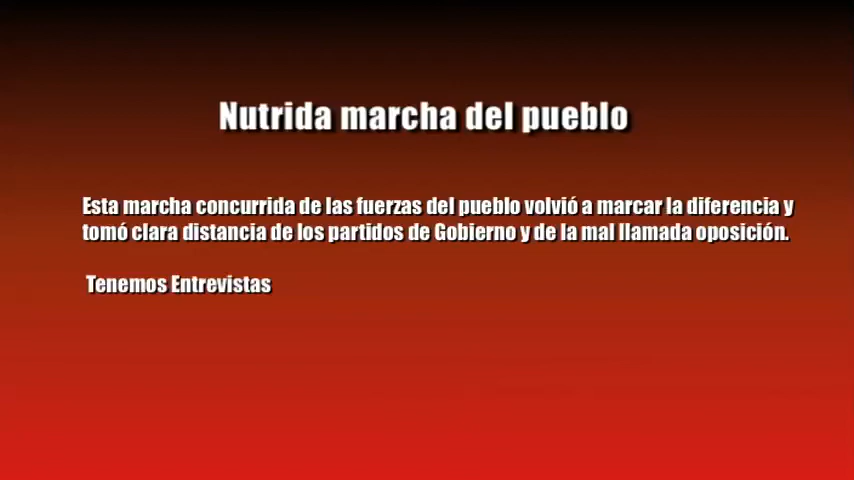 Nutrida marcha del pueblo
Esta marcha concurrida de las fuerzas del pueblo volvió a marcar la diferencia y
tomó clara distancia de los partidos de Gobierno y de la mal llamada oposición.
Tenemos Entrevistas